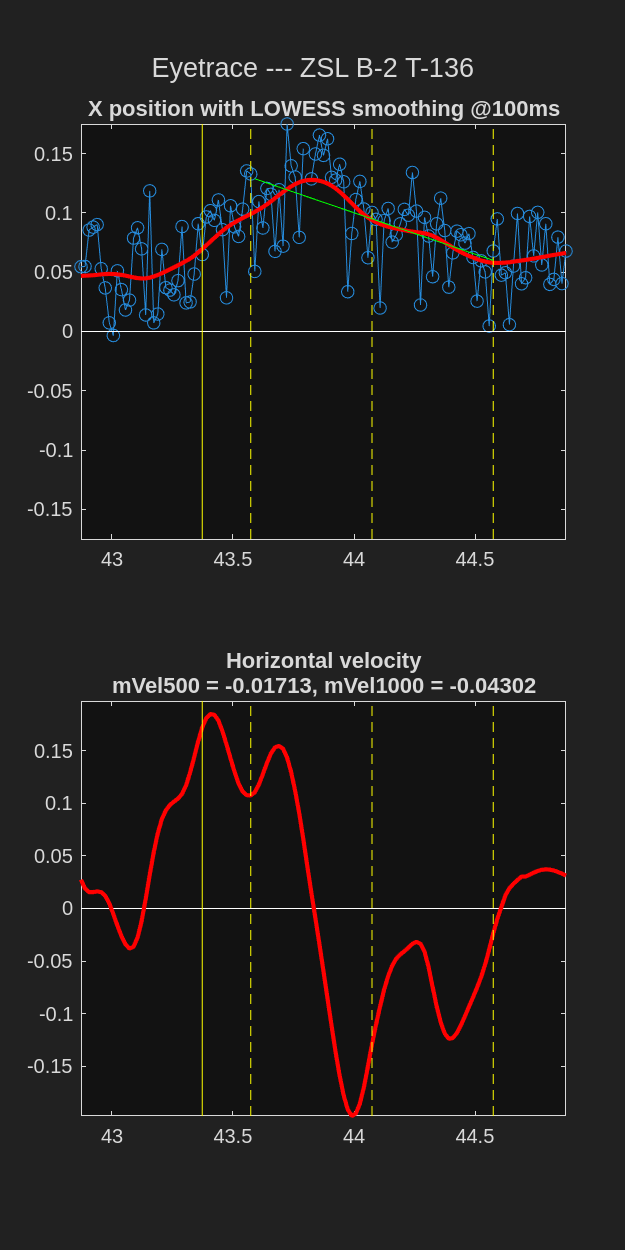 Eyetrace --- ZSL B-2 T-136
X position with LOWESS smoothing @100ms
0.15
0.1
0.05
0
-0.05
-0.1
-0.15
43 43.5 44 44.5
Horizontal velocity
mVel500 = -0.01713, mVel1000 = -0.04302
0.15
0.1
0.05
0
-0.05
-0.1
-0.15
43 43.5 44 44.5